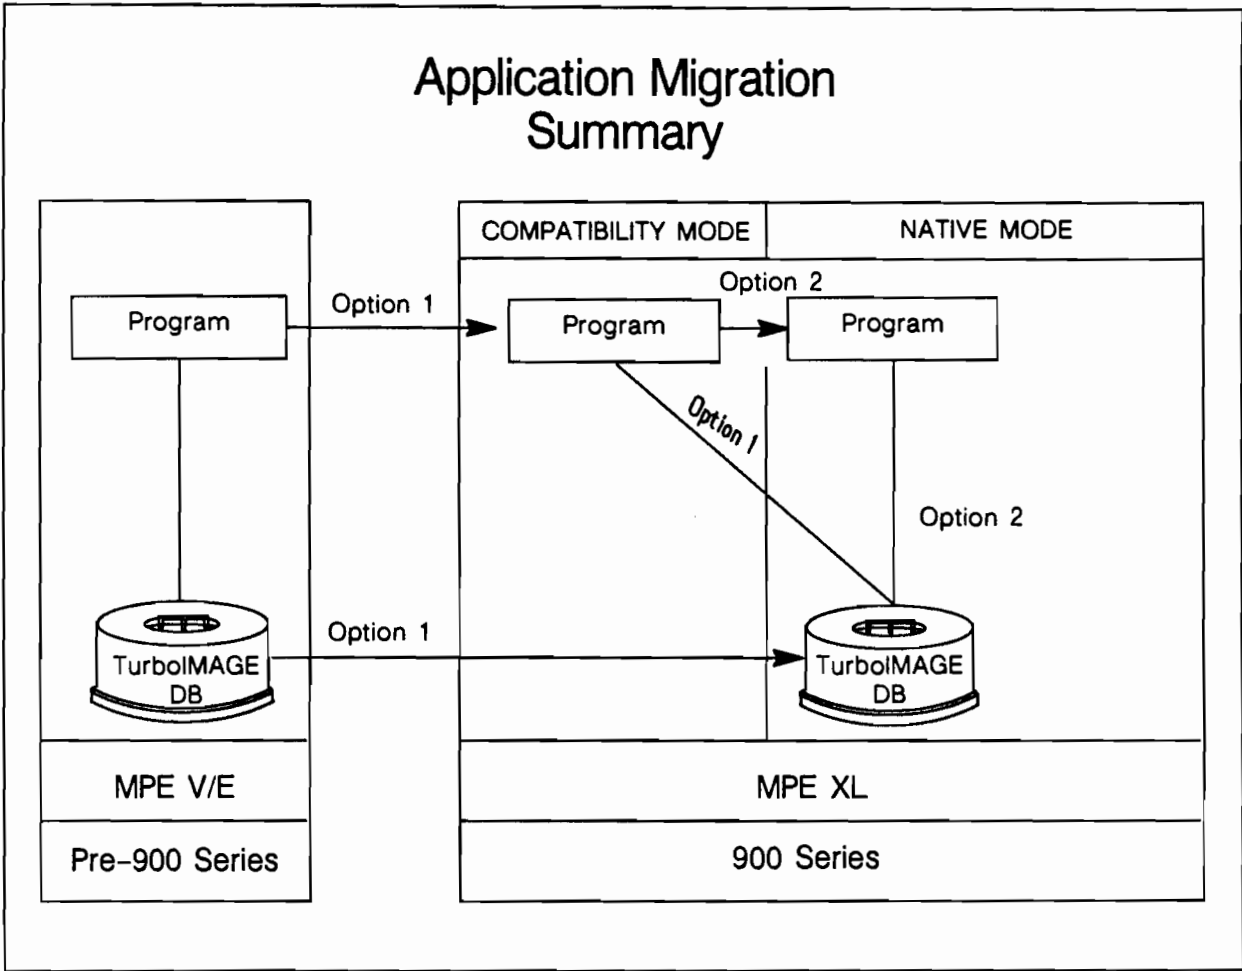 Application Migration
Summary
COMPATIBILITY MODE
NATIVE MODE
Option 2
Program
Option 1
Program
Program
Option 1
Option 2
Option 1
TurboIMAGE
DB
TurboIMAGE
DB
MPE V/E
MPE XL
Pre-900 Series
900 Series